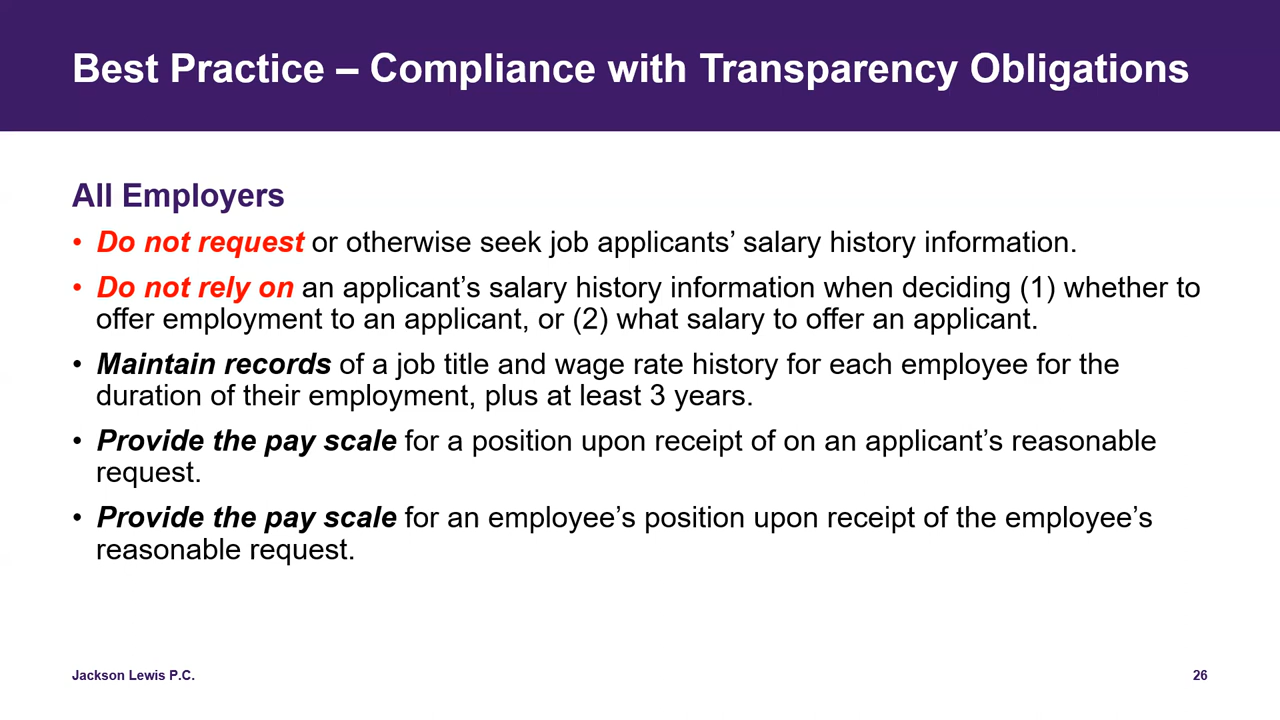 Best Practice – Compliance with Transparency Obligations
All Employers
• Do not request or otherwise seek job applicants’ salary history information.
• Do not rely on an applicant’s salary history information when deciding (1) whether to
offer employment to an applicant, or (2) what salary to offer an applicant.
• Maintain records of a job title and wage rate history for each employee for the
duration of their employment, plus at least 3 years.
• Provide the pay scale for a position upon receipt of on an applicant’s reasonable
request.
• Provide the pay scale for an employee’s position upon receipt of the employee’s
reasonable request.
Jackson Lewis P.C.
26